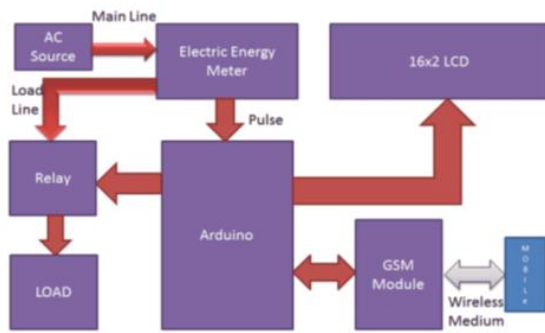 Main Line
AC
Source
Electric Energy
Meter
16x2 LCD
Load
Line
Pulse
Relay
Arduino
LOAD
GSM
Module
Wireless
Medium
MOBILe